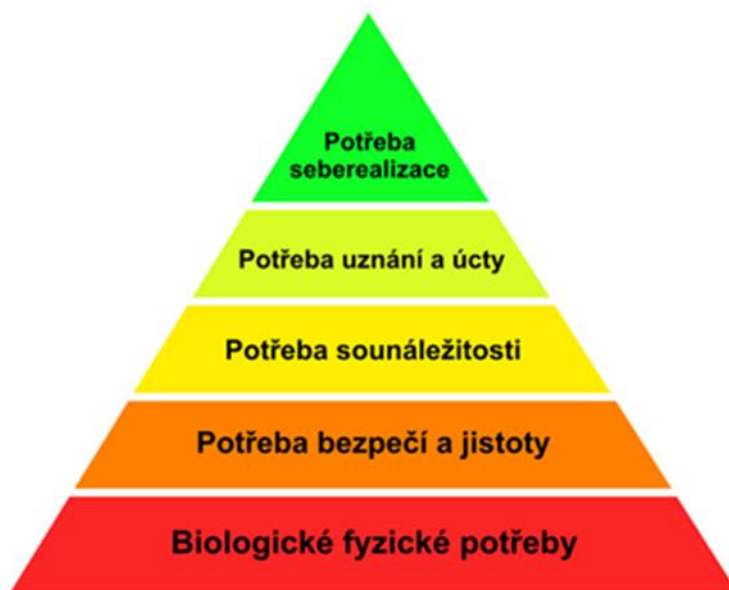 Potřeba
seberealizace
Potřeba uznání a úcty
Potřeba sounáležitosti
Potřeba bezpečí a jistoty
Biologické fyzické potřeby